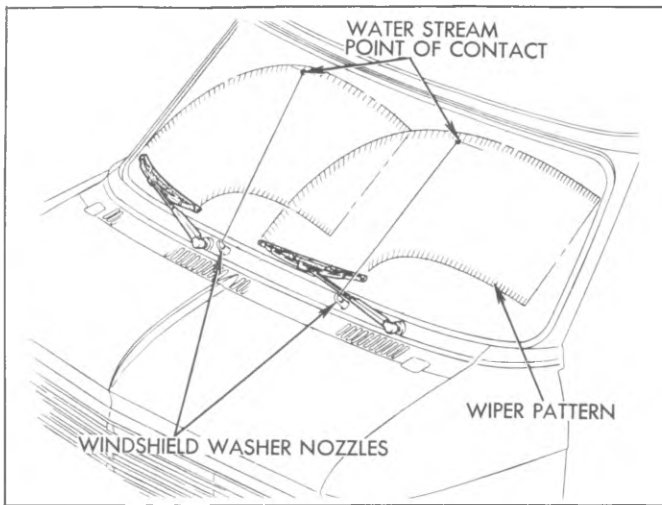 WATER STREAM
POINT OF CONTACT
WIPER PATTERN
WINDSHIELD WASHER NOZZLES